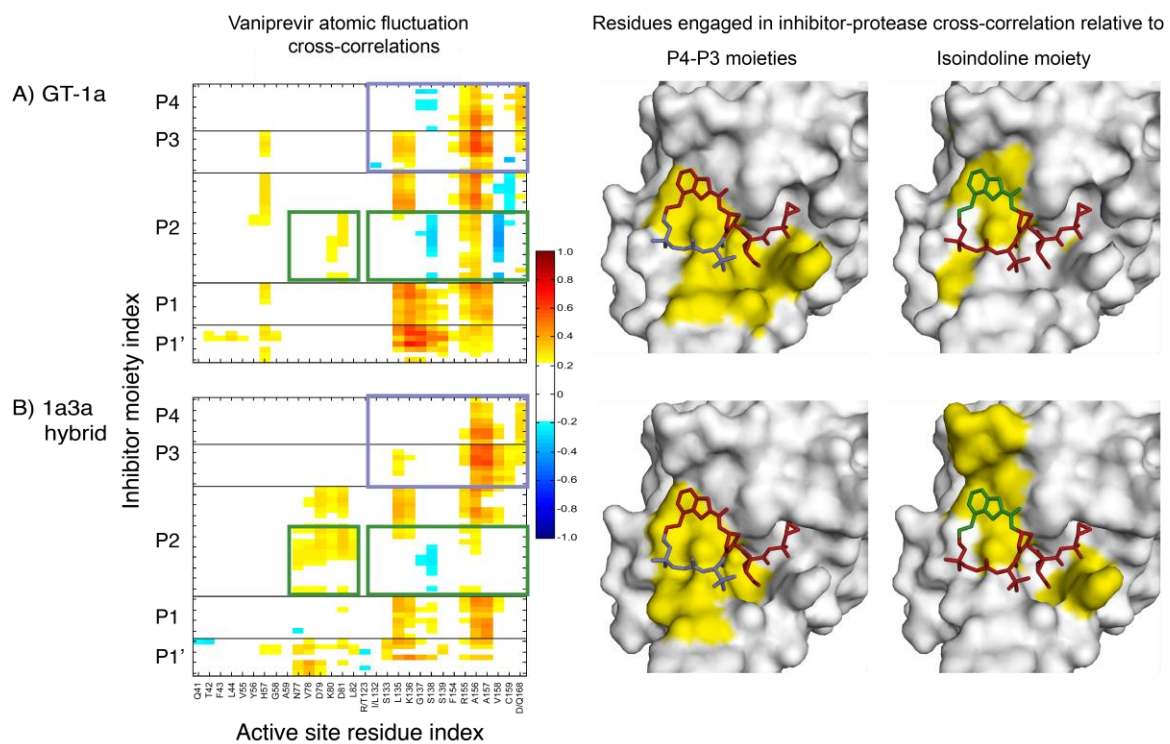 Vaniprevir atomic fluctuation
cross-correlations
Residues engaged in inhibitor-protease cross-correlation relative to
P4-P3 moieties
Isoindoline moiety
A) GT-1a
P4
P3
P2
P1
P1'
1.0
0.8
0.6
0.4
0.2
0
-0.2
-0.4
-0.6
-0.8
-1.0
B) 1a3a
hybrid
P4
P3
P2
P1
P1'
Inhibitor moiety index
Q41
T42
F43
L44
V55
Y56
H57
G58
A59
N77
V78
D79
K80
D81
L82
R/T123
I/L132
S133
L135
K136
G137
S138
S139
F154
R155
A156
A157
V158
C159
D/Q168
Active site residue index